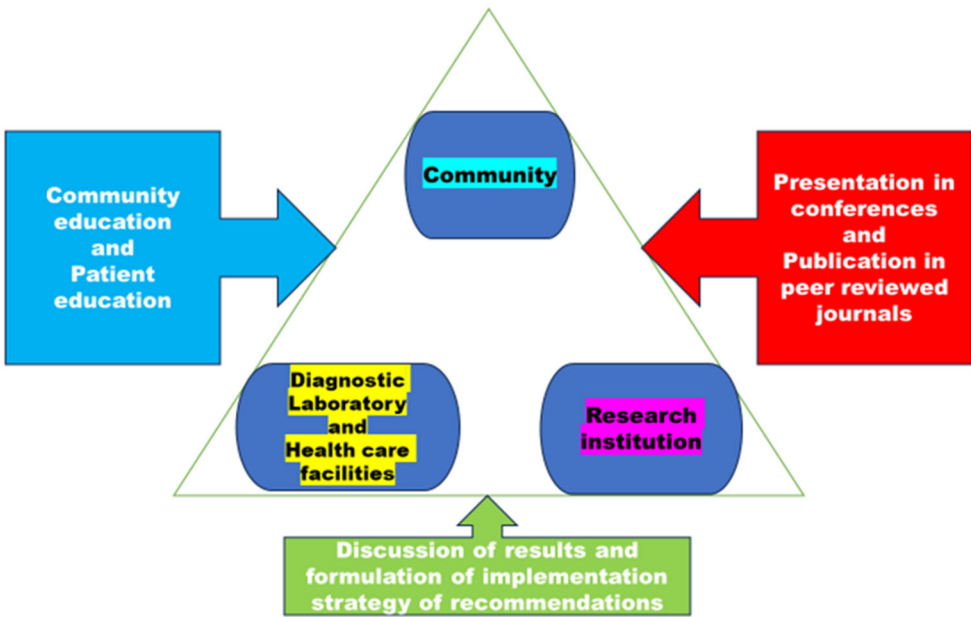 Community
Community
education
and
Patient
education
Presentation in
conferences
and
Publication in
peer reviewed
journals
Diagnostic
Laboratory
and
Health care
facilities
Research
institution
Discussion of results and
formulation of implementation
strategy of recommendations